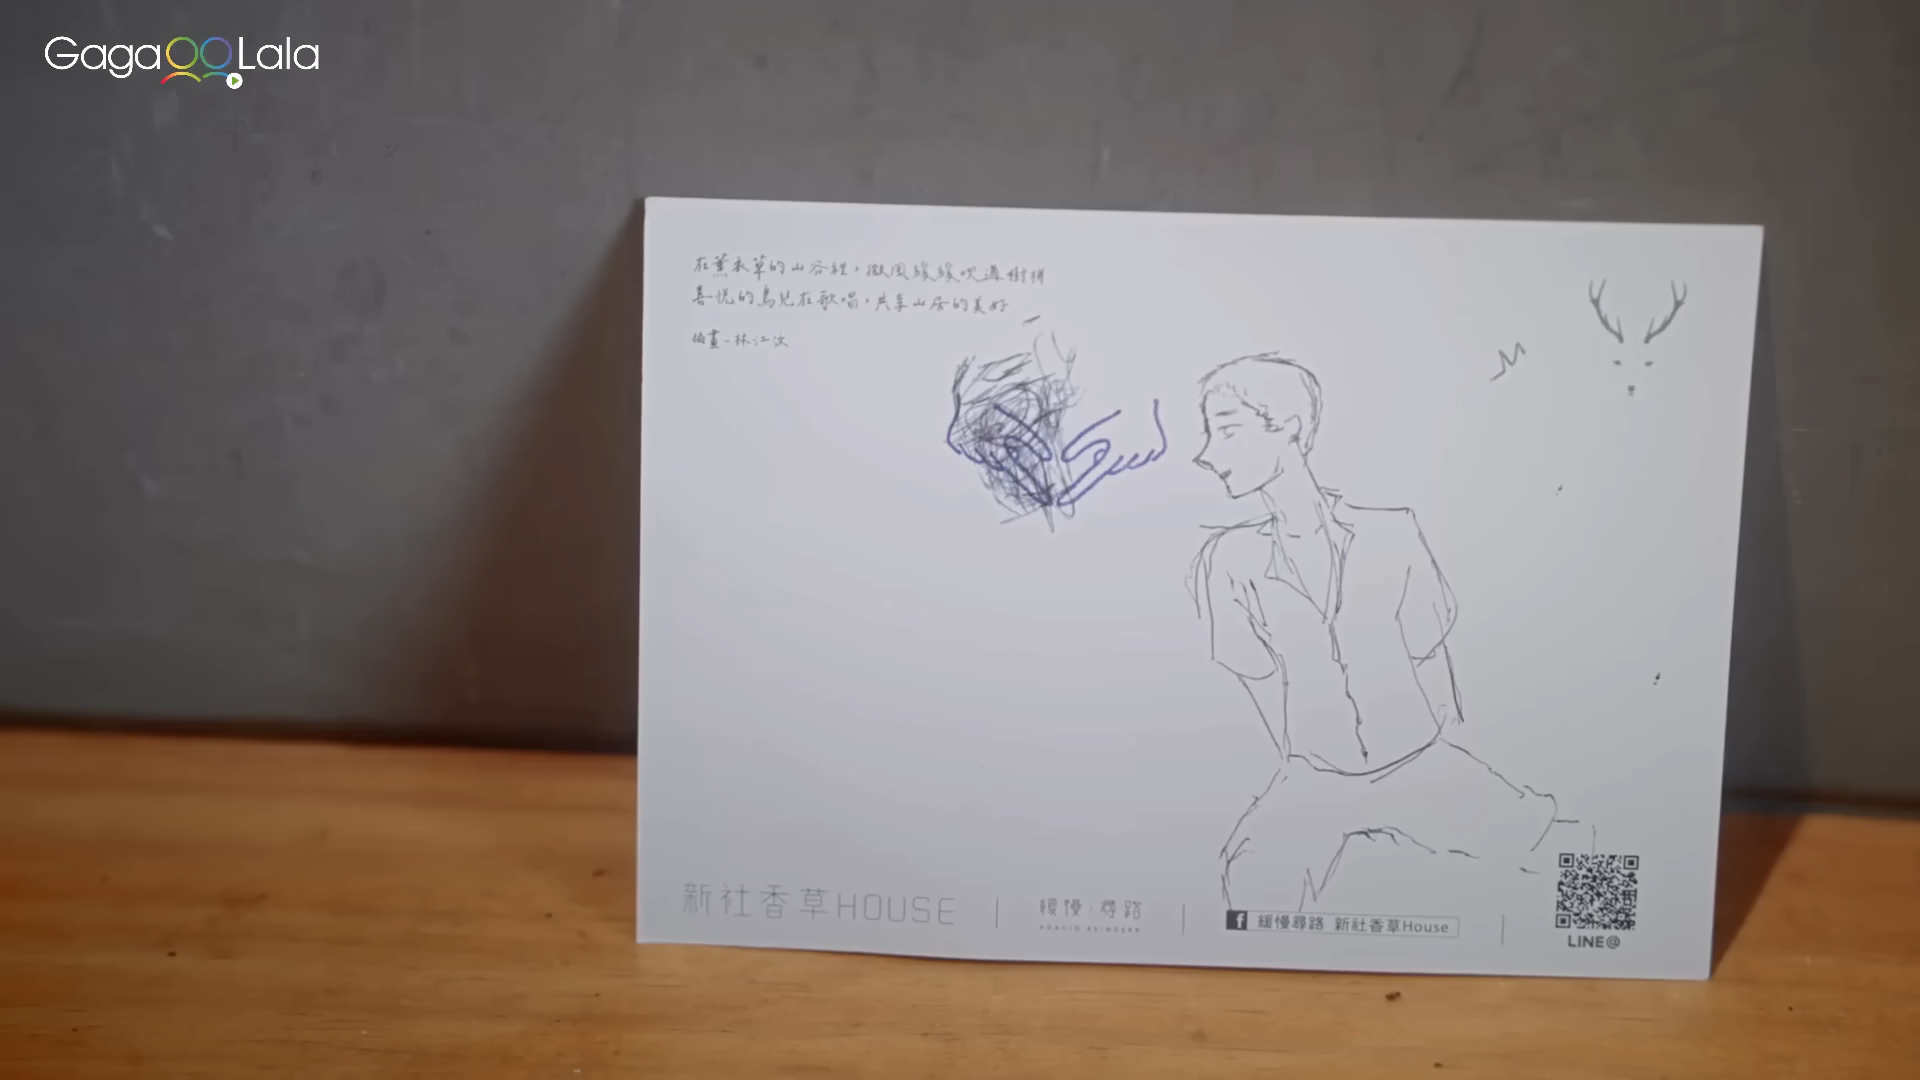 GagaOOLala
在薰衣草的山谷裡，微風緩緩吹過樹梢
喜悅的鳥兒在歌唱，共享山居的美好
插畫-林江汶
新社香草HOUSE
緩慢。尋路
緩慢尋路 新社香草House
LINE@